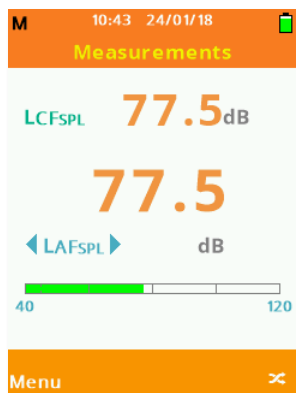 M 10:43 24/01/18
Measurements
LCFSPL 77.5dB
77.5
LAFSPL dB
40 120
Menu